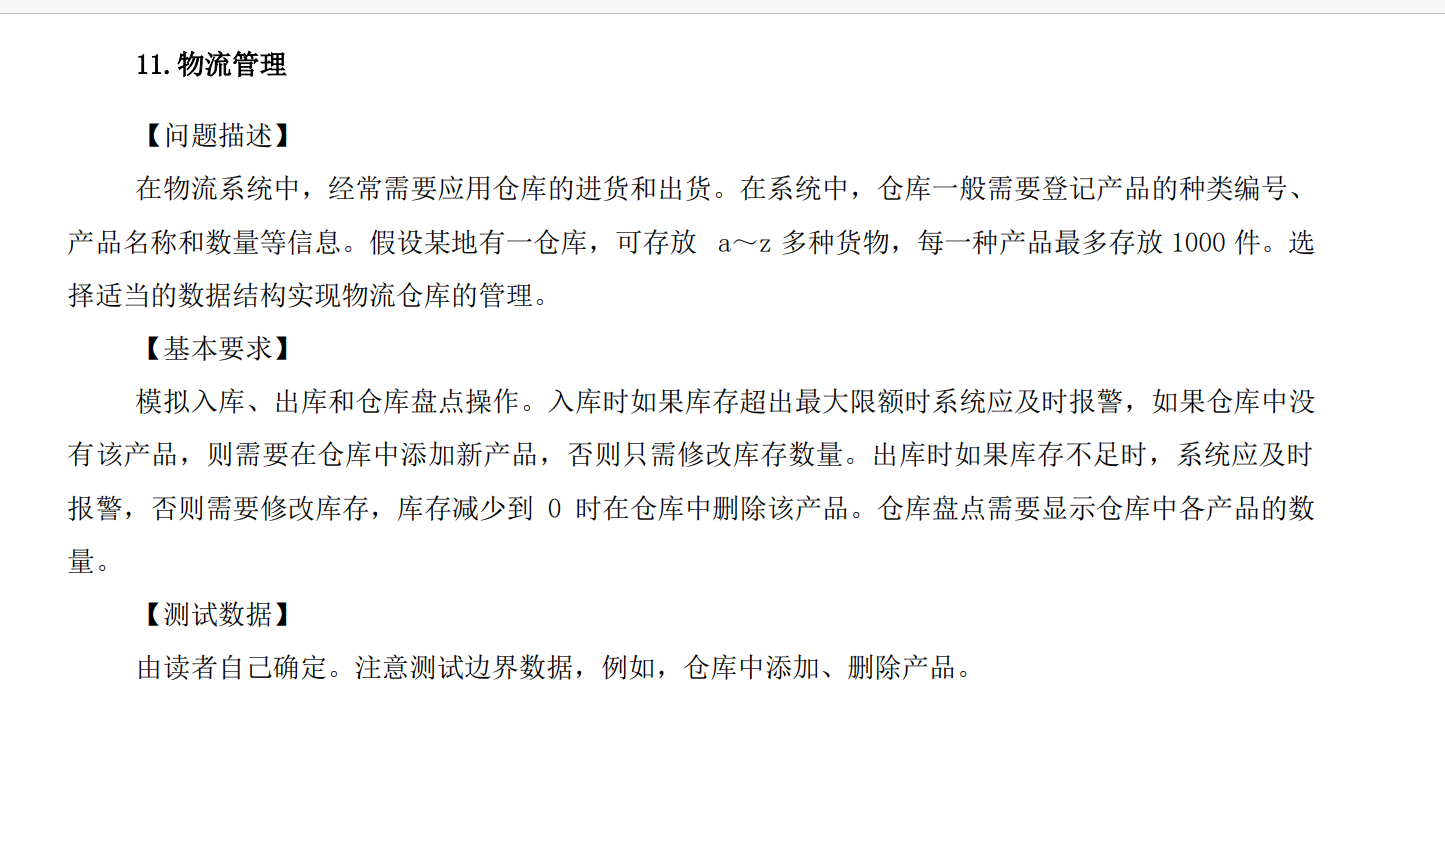 11.物流管理
【问题描述】
在物流系统中，经常需要应用仓库的进货和出货。在系统中，仓库一般需要登记产品的种类编号、
产品名称和数量等信息。假设某地有一仓库，可存放 a～z 多种货物，每一种产品最多存放 1000 件。选
择适当的数据结构实现物流仓库的管理。
【基本要求】
模拟入库、出库和仓库盘点操作。入库时如果库存超出最大限额时系统应及时报警，如果仓库中没
有该产品，则需要在仓库中添加新产品，否则只需修改库存数量。出库时如果库存不足时，系统应及时
报警，否则需要修改库存，库存减少到 0 时在仓库中删除该产品。仓库盘点需要显示仓库中各产品的数
量。
【测试数据】
由读者自己确定。注意测试边界数据，例如，仓库中添加、删除产品。